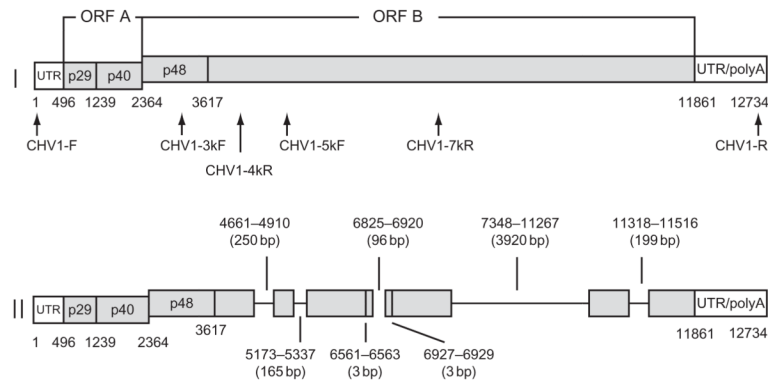 ORF A
ORF B
I
UTR p29 p40 p48 UTR/polyA
1 496 1239 2364 3617 11861 12734
CHV1-F CHV1-3kF CHV1-5kF CHV1-7kR CHV1-R
CHV1-4kR
4661–4910 6825–6920 7348–11267 11318–11516
(250 bp) (96 bp) (3920 bp) (199 bp)
II
UTR p29 p40 p48 UTR/polyA
3617
1 496 1239 2364 11861 12734
5173–5337 6561–6563 6927–6929
(165 bp) (3 bp) (3 bp)